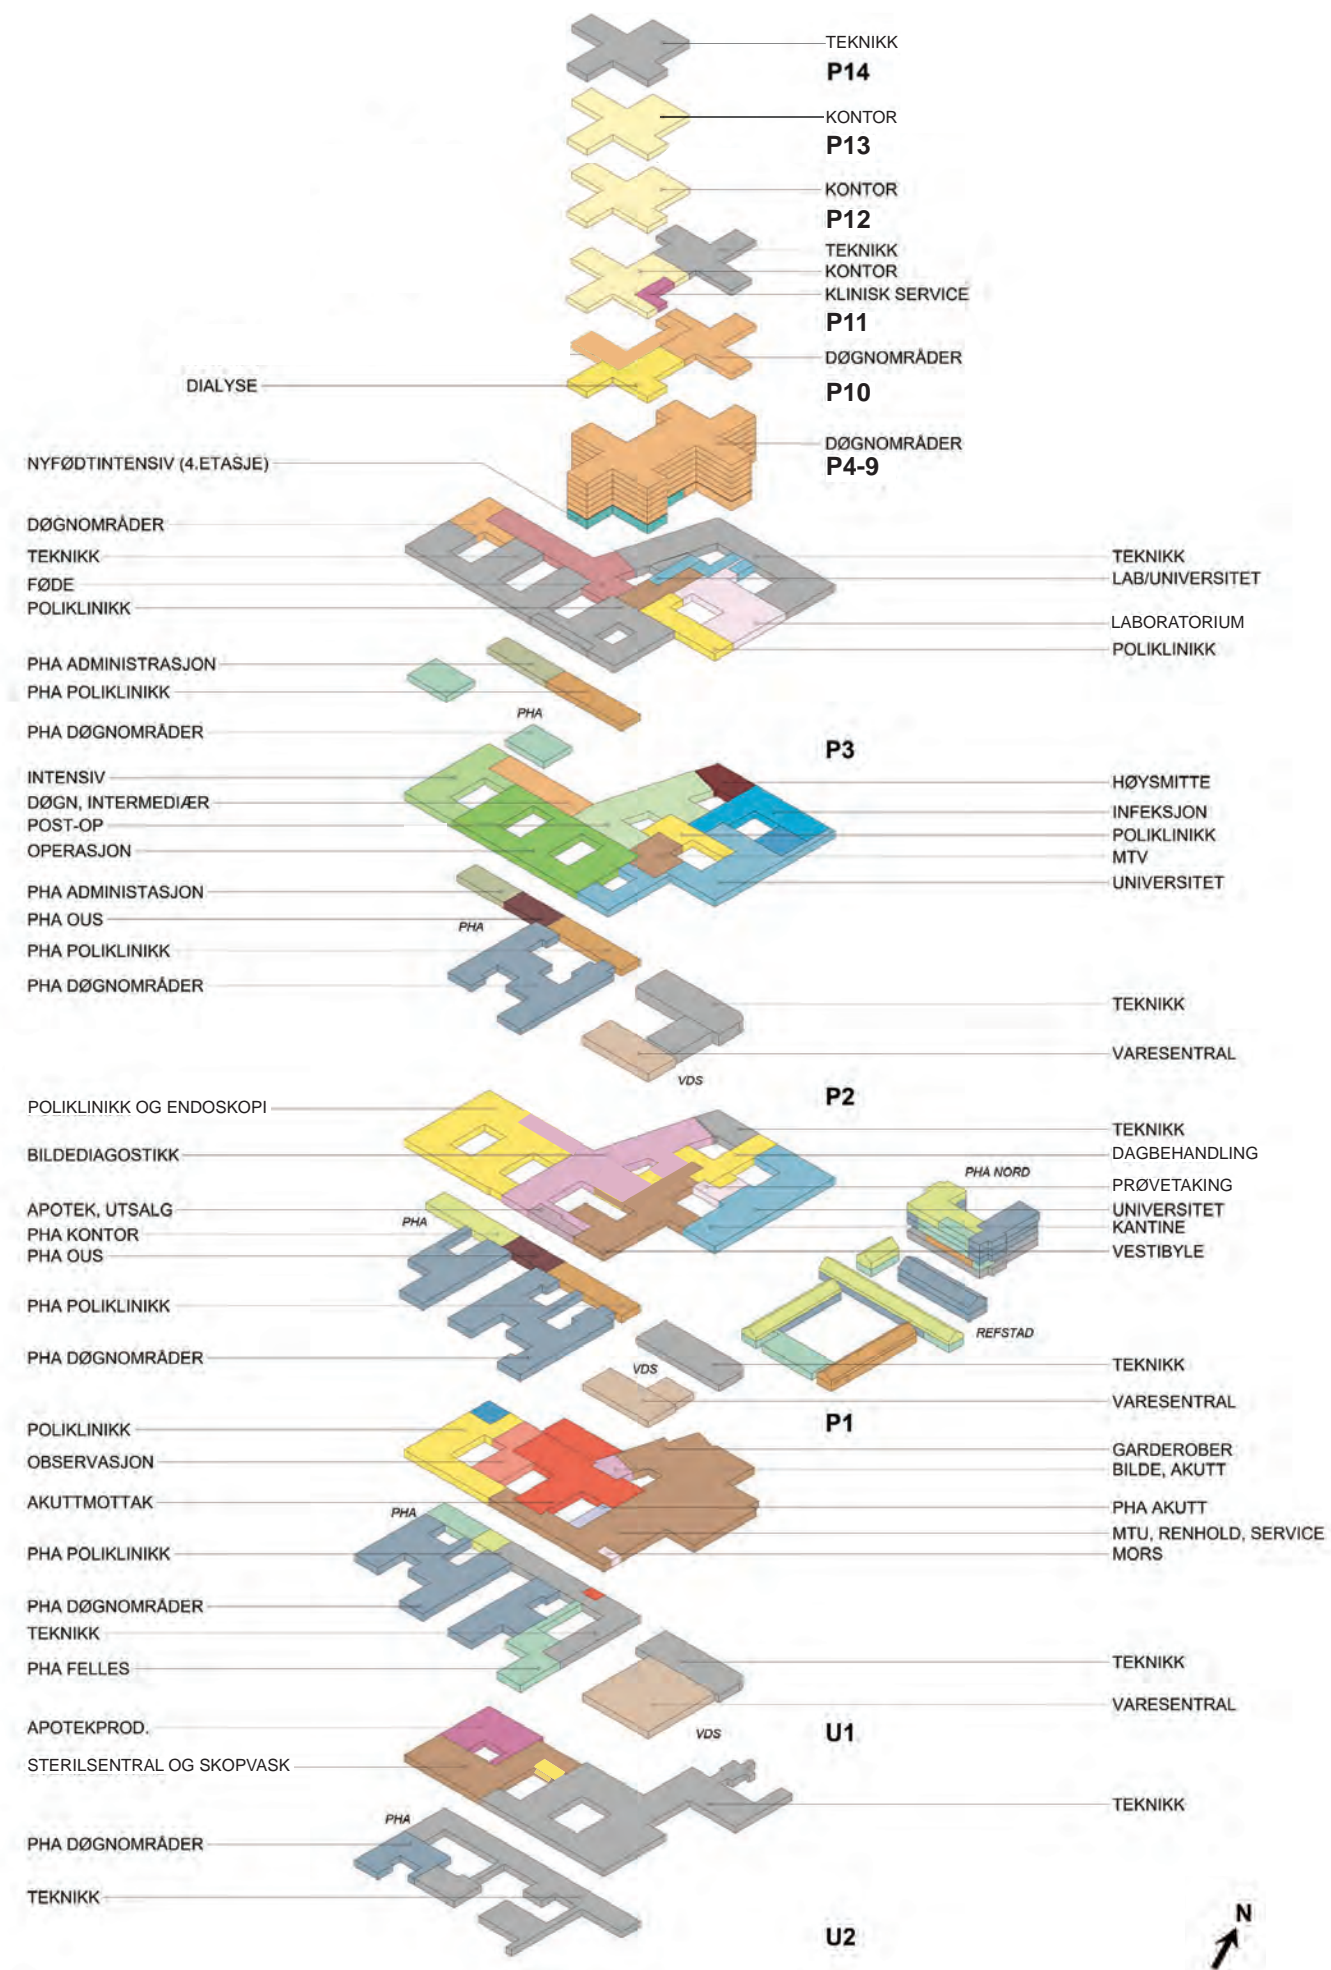 TEKNIKK
P14
KONTOR
P13
KONTOR
P12
TEKNIKK
KONTOR
KLINISK SERVICE
P11
DØGNOMRÅDER
DIALYSE
P10
DØGNOMRÅDER
NYFØDTINTENSIV (4.ETASJE)
P4-9
DØGNOMRÅDER
TEKNIKK
TEKNIKK
LAB/UNIVERSITET
FØDE
POLIKLINIKK
LABORATORIUM
POLIKLINIKK
PHA ADMINISTRASJON
PHA POLIKLINIKK
PHA
PHA DØGNOMRÅDER
P3
INTENSIV
HØYSMITTE
DØGN, INTERMEDIÆR
INFEKSJON
POST-OP
POLIKLINIKK
OPERASJON
MTV
UNIVERSITET
PHA ADMINISTASJON
PHA OUS
PHA
PHA POLIKLINIKK
PHA DØGNOMRÅDER
TEKNIKK
VARESENTRAL
VDS
P2
POLIKLINIKK OG ENDOSKOPI
TEKNIKK
BILDEDIAGOSTIKK
DAGBEHANDLING
PHA NORD
PRØVETAKING
APOTEK, UTSALG
UNIVERSITET
PHA
KANTINE
PHA KONTOR
PHA OUS
VESTIBYLE
PHA POLIKLINIKK
REFSTAD
PHA DØGNOMRÅDER
TEKNIKK
VDS
VARESENTRAL
P1
POLIKLINIKK
GARDEROBER
OBSERVASJON
BILDE, AKUTT
AKUTTMOTTAK
PHA AKUTT
PHA
MTU, RENHOLD, SERVICE
PHA POLIKLINIKK
MORS
PHA DØGNOMRÅDER
TEKNIKK
TEKNIKK
PHA FELLES
VARESENTRAL
APOTEKPROD.
VDS
U1
STERILSENTRAL OG SKOPVASK
TEKNIKK
PHA
PHA DØGNOMRÅDER
TEKNIKK
N
U2